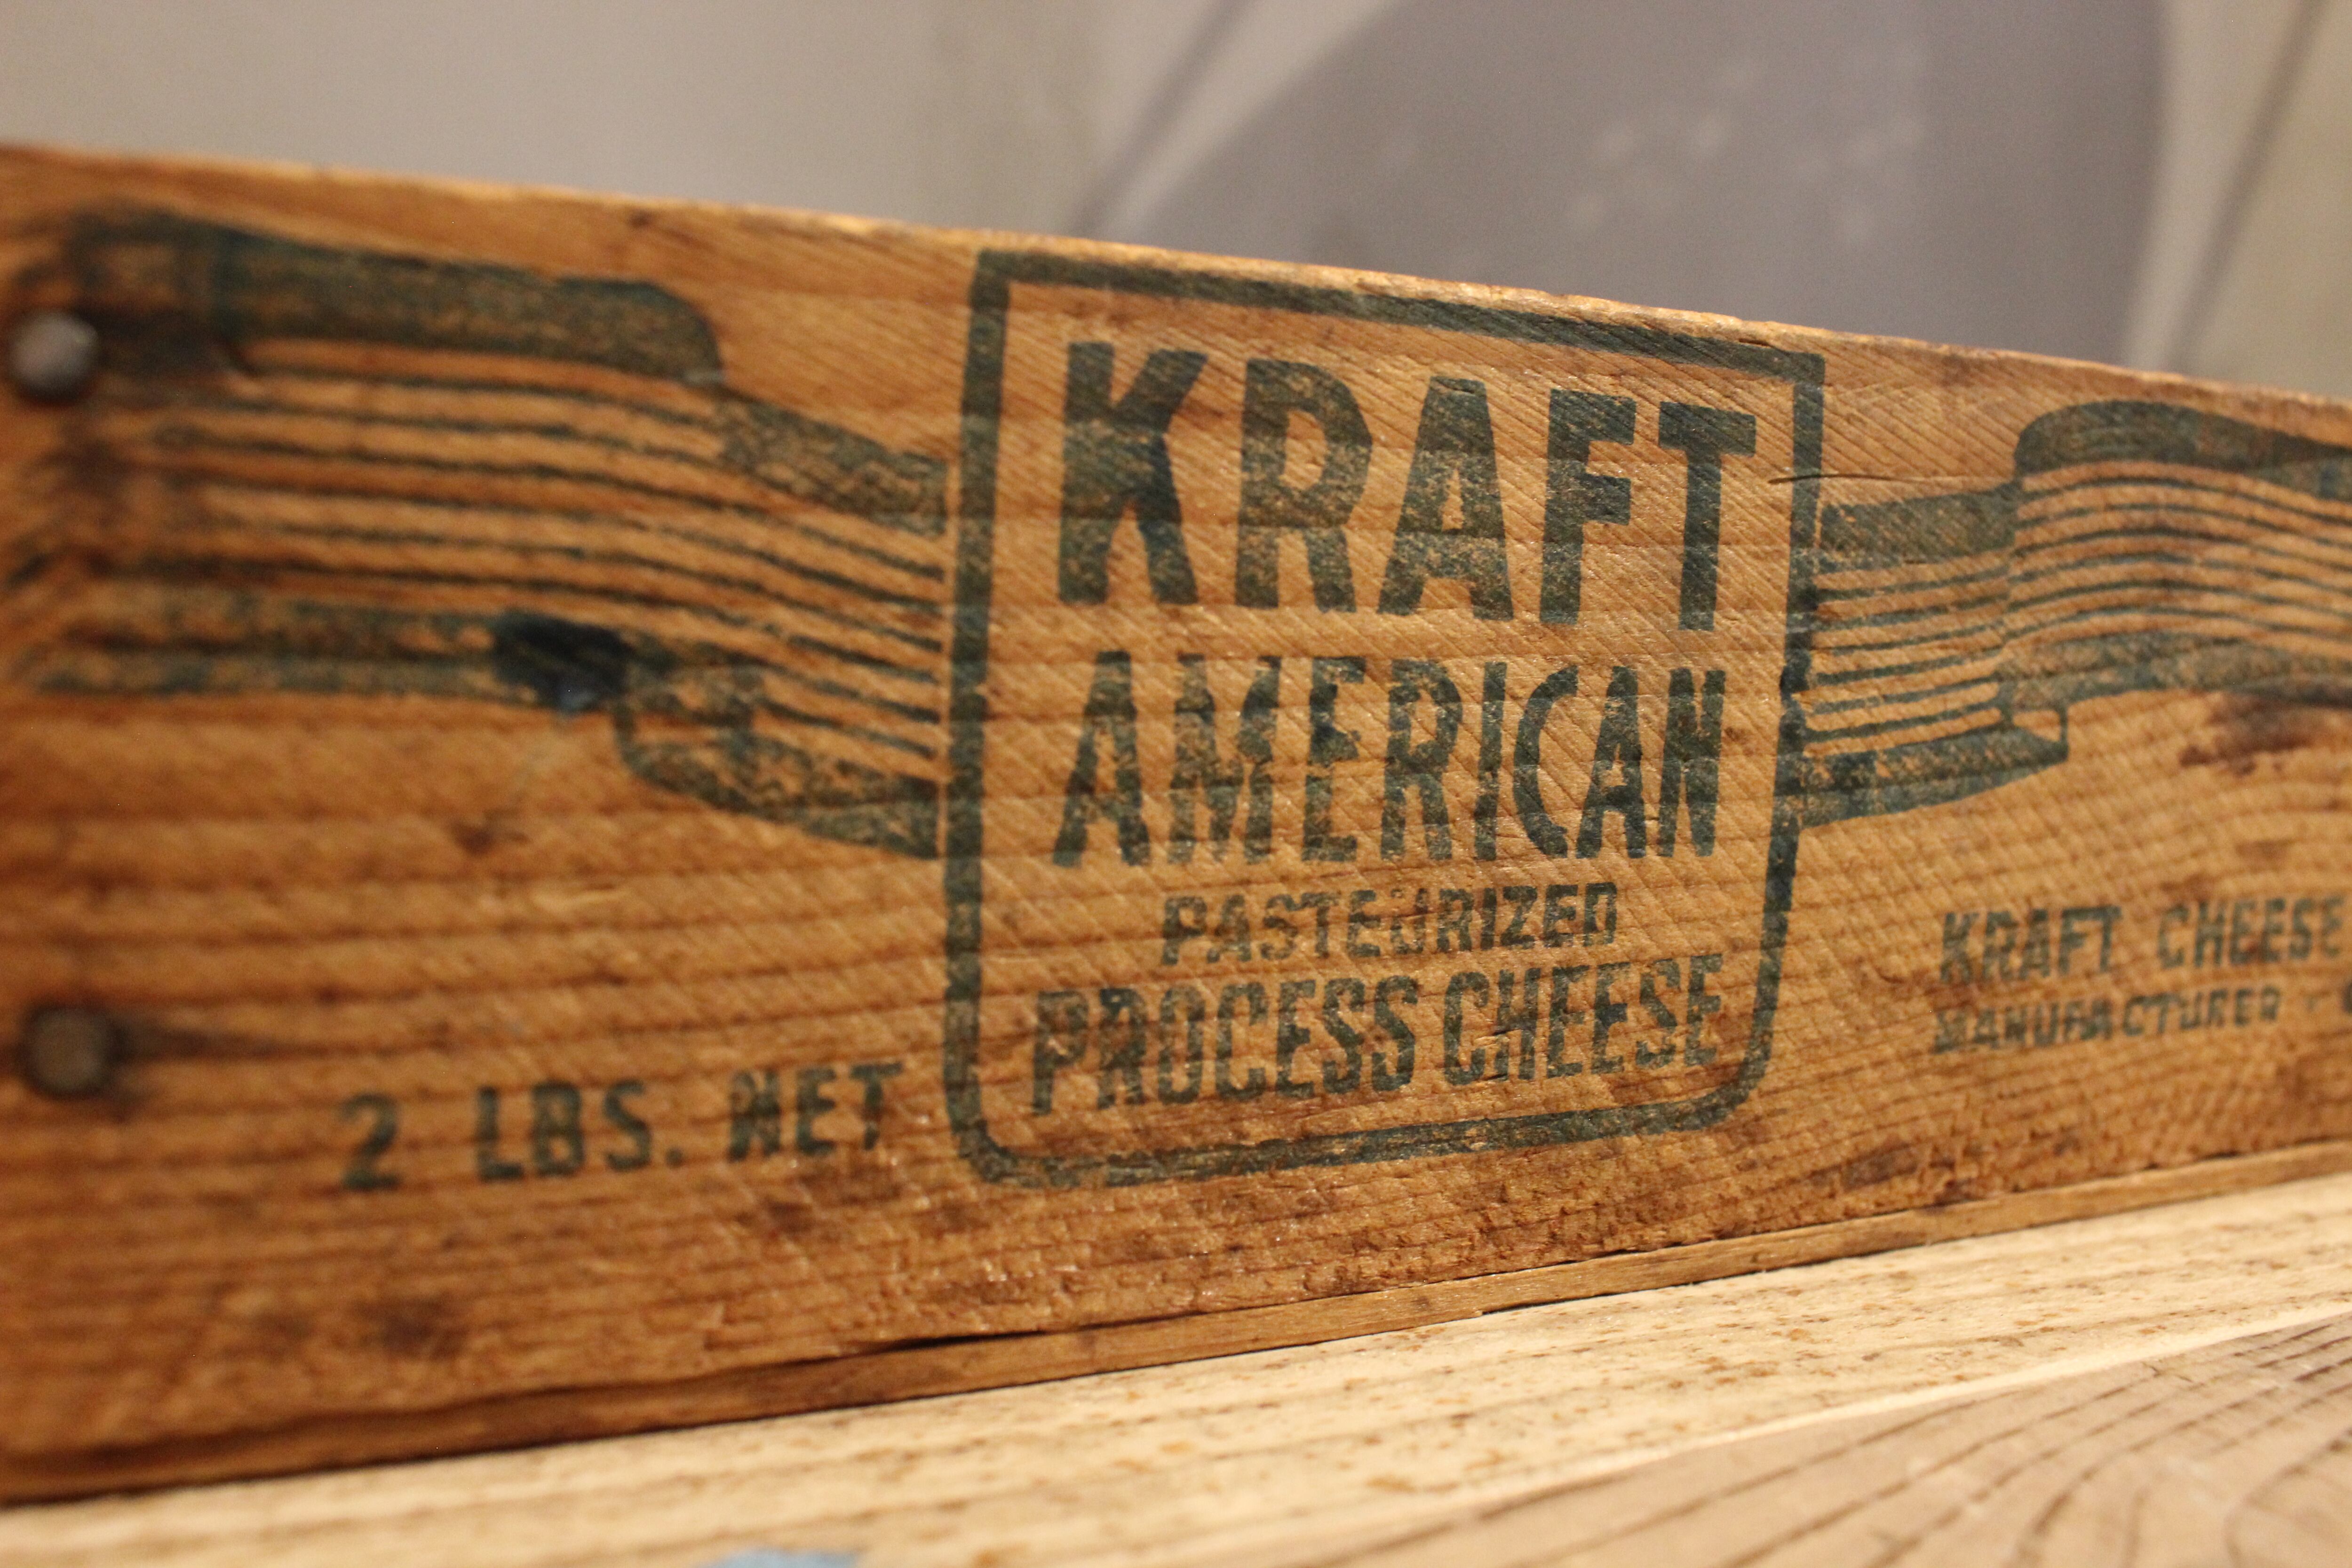 KRAFT
AMERICAN
PASTEURIZED
PROCESS CHEESE
2 LBS. NET
KRAFT CHEESE
MANUFACTURER